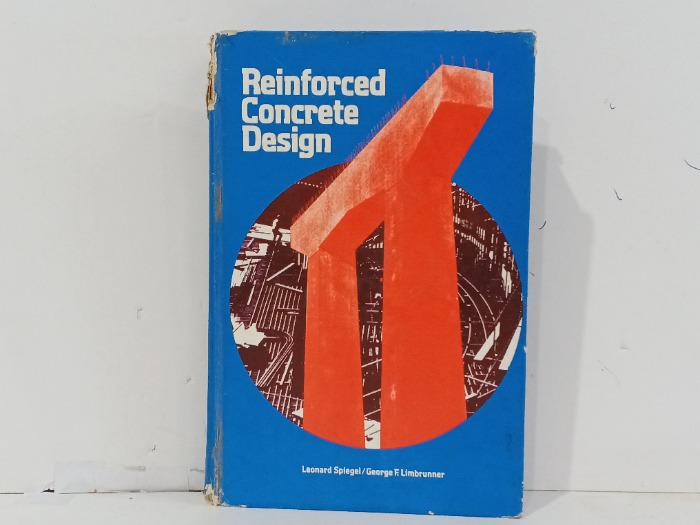 Reinforced
Concrete
Design
Leonard Spiegel/George F. Limbrunner